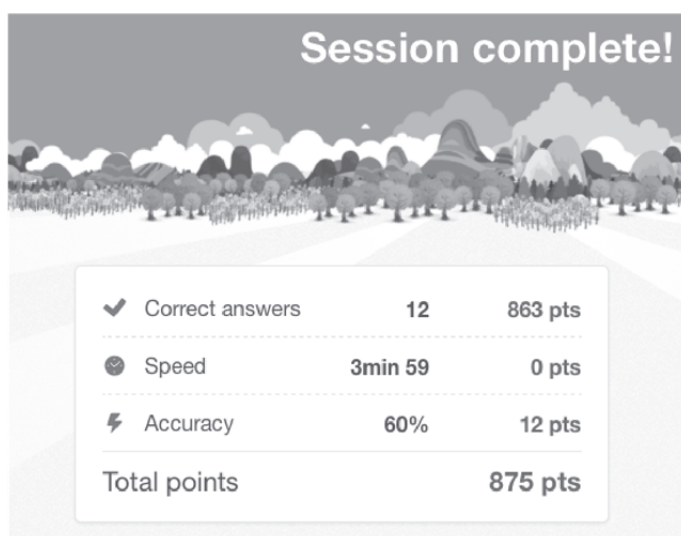 Session complete!
Correct answers 12 863 pts
Speed 3min 59 0 pts
Accuracy 60% 12 pts
Total points 875 pts